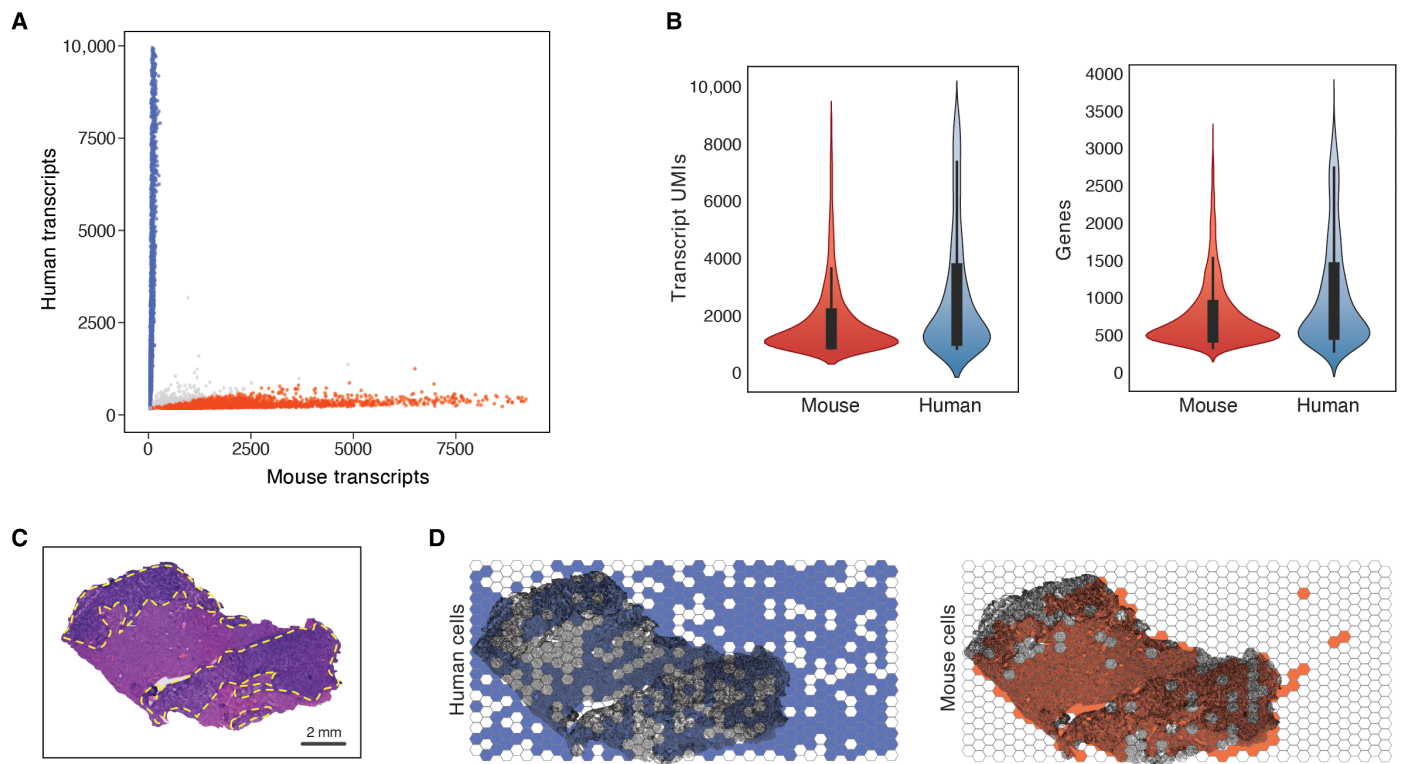 A
10,000
7500
5000
2500
0
Human transcripts
0
2500
5000
7500
Mouse transcripts
B
10,000
8000
6000
4000
2000
0
Transcript UMIs
Mouse
Human
4000
3500
3000
2500
2000
1500
1000
500
0
Genes
Mouse
Human
C
2 mm
D
Human cells
Mouse cells